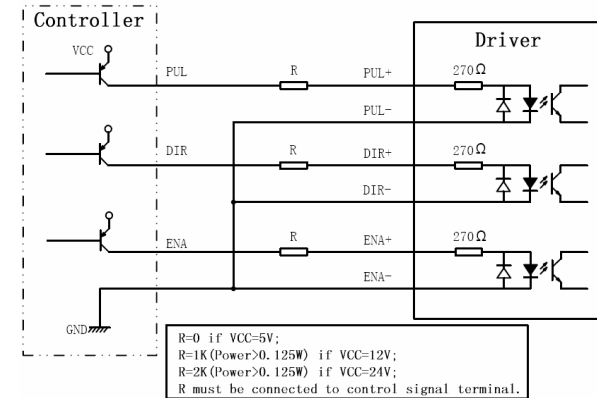 Controller
Driver
VCC
PUL
R
PUL+
270Ω
PUL-
DIR
R
DIR+
270Ω
DIR-
ENA
R
ENA+
270Ω
ENA-
GND
R=0 if VCC=5V;
R=1K(Power>0.125W) if VCC=12V;
R=2K(Power>0.125W) if VCC=24V;
R must be connected to control signal terminal.